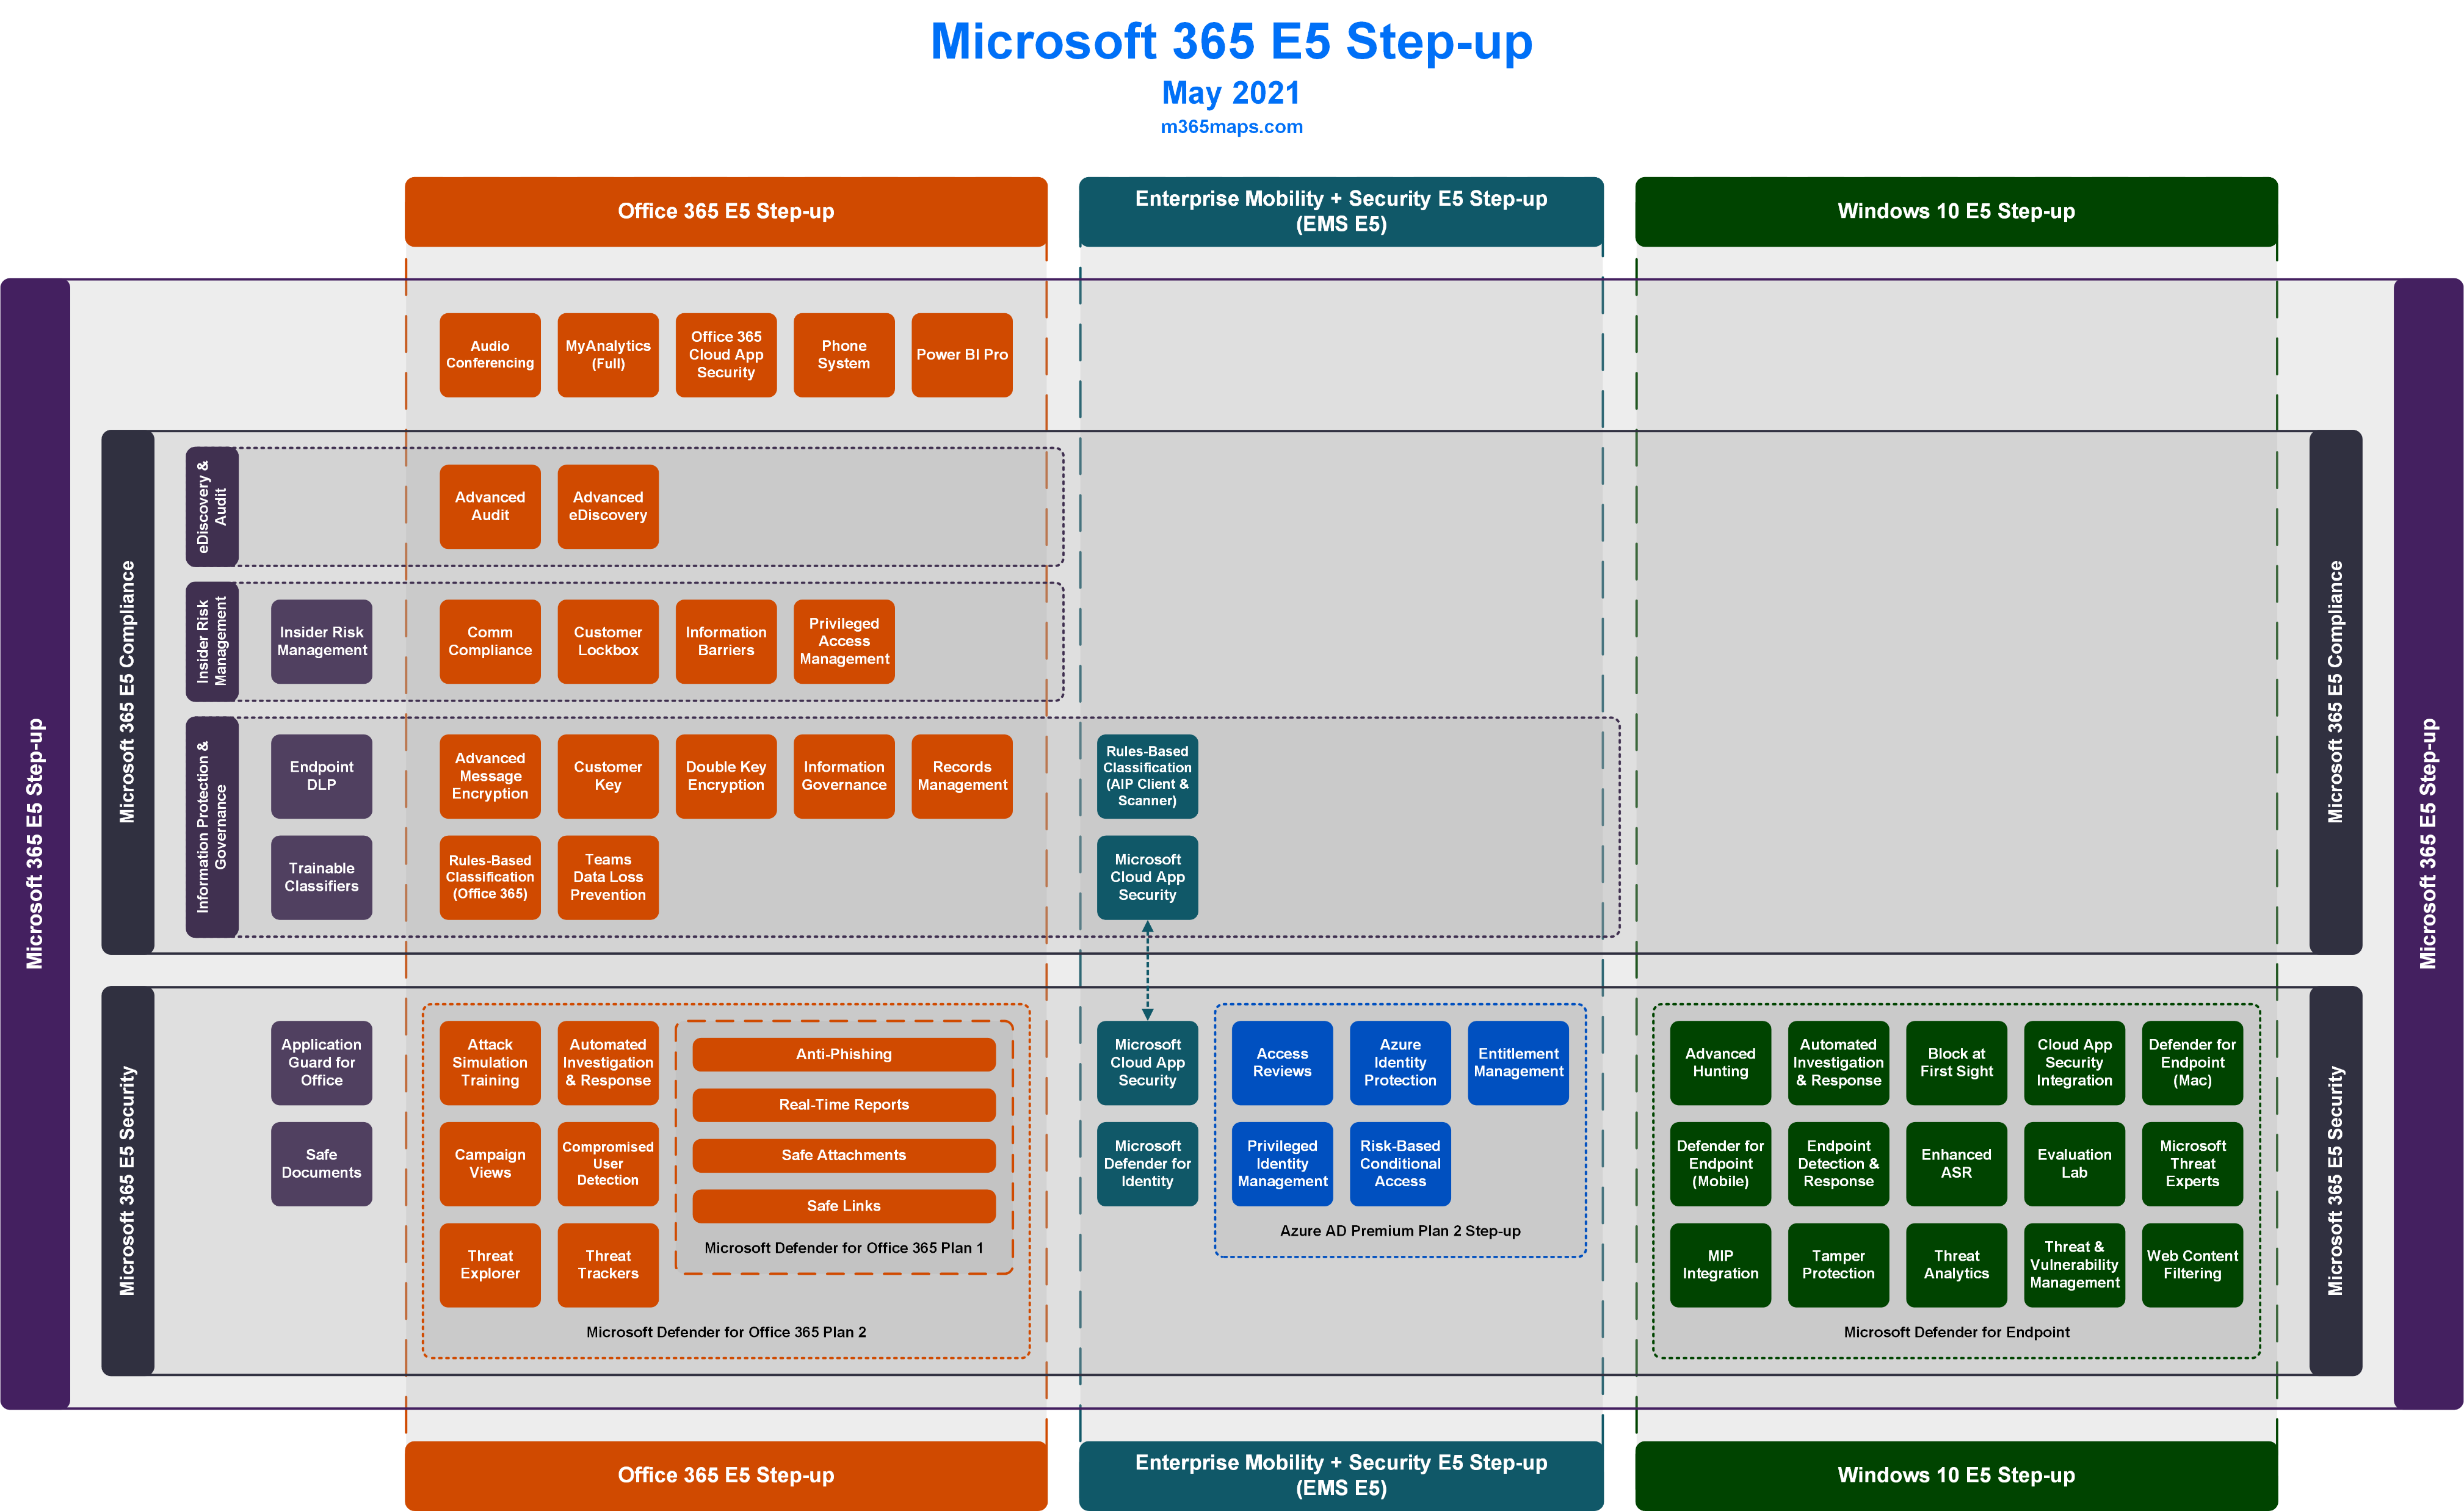 Microsoft 365 E5 Step-up
May 2021
m365maps.com
Office 365 E5 Step-up
Enterprise Mobility + Security E5 Step-up
(EMS E5)
Windows 10 E5 Step-up
Microsoft 365 E5 Step-up
Audio
Conferencing
MyAnalytics
(Full)
Office 365
Cloud App
Security
Phone
System
Power BI Pro
Microsoft 365 E5 Step-up
Microsoft 365 E5 Compliance
eDiscovery &
Audit
Advanced
Audit
Advanced
eDiscovery
Microsoft 365 E5 Compliance
Insider Risk
Management
Insider Risk
Management
Comm
Compliance
Customer
Lockbox
Information
Barriers
Privileged
Access
Management
Information Protection &
Governance
Endpoint
DLP
Advanced
Message
Encryption
Customer
Key
Double Key
Encryption
Information
Governance
Records
Management
Rules-Based
Classification
(AIP Client &
Scanner)
Trainable
Classifiers
Rules-Based
Classification
(Office 365)
Teams
Data Loss
Prevention
Microsoft
Cloud App
Security
Microsoft 365 E5 Security
Application
Guard for
Office
Safe
Documents
Attack
Simulation
Training
Automated
Investigation
& Response
Campaign
Views
Compromised
User
Detection
Threat
Explorer
Threat
Trackers
Anti-Phishing
Real-Time Reports
Safe Attachments
Safe Links
Microsoft Defender for Office 365 Plan 1
Microsoft Defender for Office 365 Plan 2
Microsoft
Cloud App
Security
Microsoft
Defender for
Identity
Access
Reviews
Azure
Identity
Protection
Entitlement
Management
Privileged
Identity
Management
Risk-Based
Conditional
Access
Azure AD Premium Plan 2 Step-up
Advanced
Hunting
Automated
Investigation
& Response
Block at
First Sight
Cloud App
Security
Integration
Defender for
Endpoint
(Mac)
Defender for
Endpoint
(Mobile)
Endpoint
Detection &
Response
Enhanced
ASR
Evaluation
Lab
Microsoft
Threat
Experts
MIP
Integration
Tamper
Protection
Threat
Analytics
Threat &
Vulnerability
Management
Web Content
Filtering
Microsoft Defender for Endpoint
Microsoft 365 E5 Security
Office 365 E5 Step-up
Enterprise Mobility + Security E5 Step-up
(EMS E5)
Windows 10 E5 Step-up